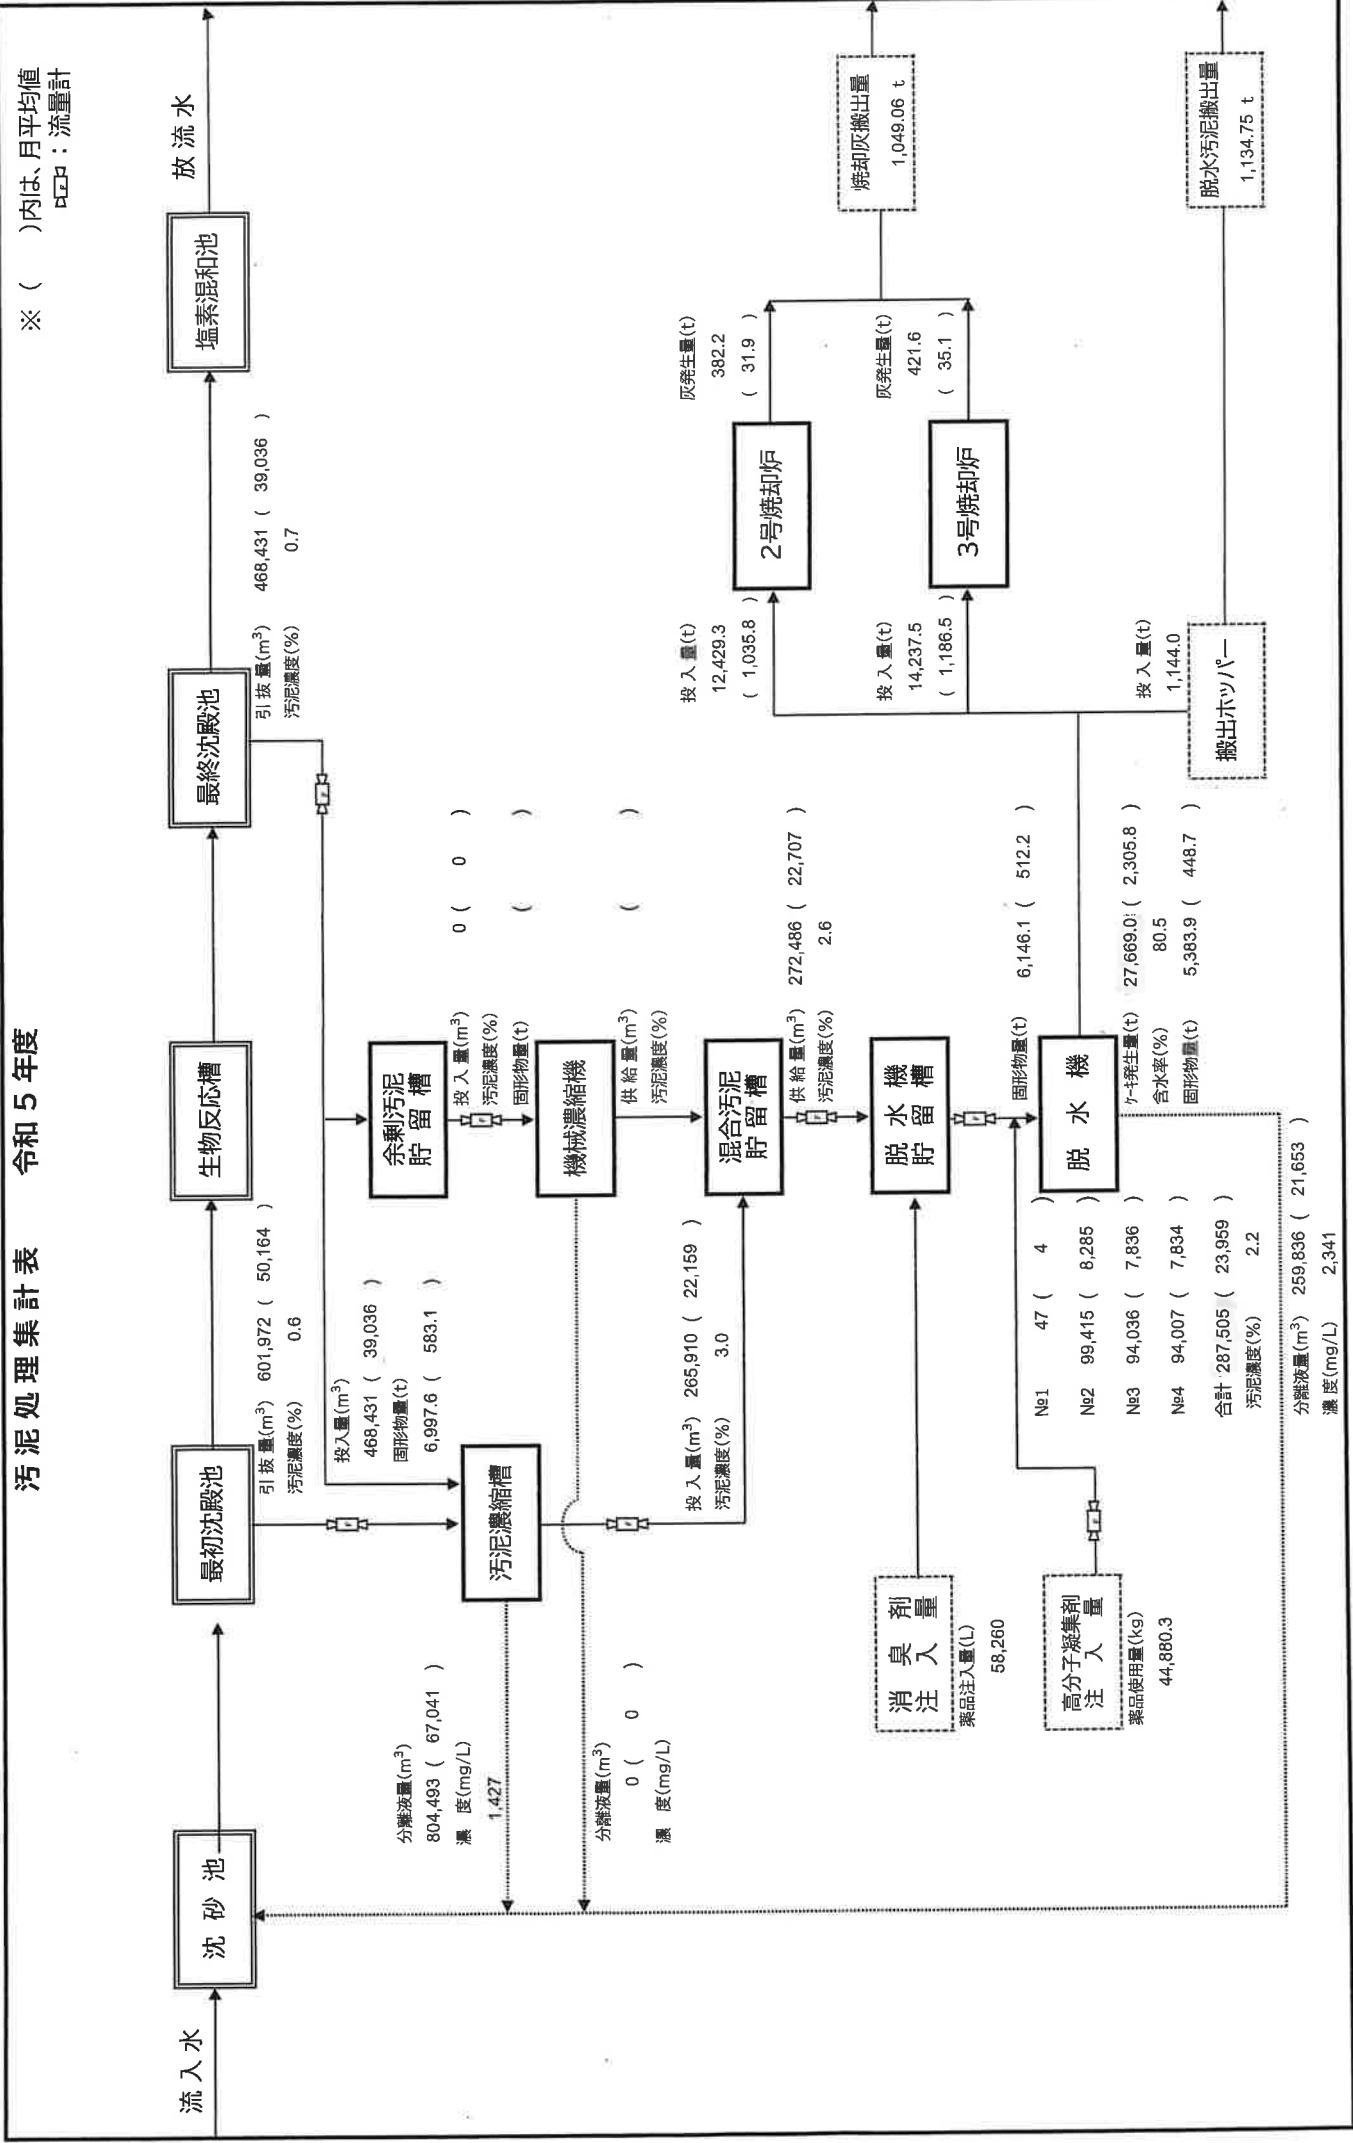 汚泥処理集計表 令和5年度
※( )内は、月平均値
F:流量計
流入水
沈砂池
最初沈殿池
生物反応槽
最終沈殿池
塩素混和池
放流水
引抜量(m³) 601,972 ( 50,164 )
汚泥濃度(%) 0.6
引抜量(m³) 468,431 ( 39,036 )
汚泥濃度(%) 0.7
投入量(m³)
468,431 ( 39,036 )
固形物量(t)
6,997.6 ( 583.1 )
余剰汚泥
貯留槽
投入量(m³) 0 ( 0 )
汚泥濃度(%)
固形物量(t) ( )
分離液量(m³)
804,493 ( 67,041 )
濃度(mg/L)
1,427
汚泥濃縮槽
機械濃縮機
供給量(m³) ( )
汚泥濃度(%)
分離液量(m³)
0 ( 0 )
濃度(mg/L)
投入量(m³) 265,910 ( 22,159 )
汚泥濃度(%) 3.0
混合汚泥
貯留槽
供給量(m³) 272,486 ( 22,707 )
汚泥濃度(%) 2.6
投入量(t)
12,429.3
( 1,035.8 )
2号焼却炉
灰発生量(t)
382.2
( 31.9 )
焼却灰搬出量
1,049.06 t
投入量(t)
14,237.5
( 1,186.5 )
3号焼却炉
灰発生量(t)
421.6
( 35.1 )
消臭剤
注入量
薬品注入量(L)
58,260
脱水機
貯留槽
固形物量(t) 6,146.1 ( 512.2 )
高分子凝集剤
注入量
薬品使用量(kg)
44,880.3
№1 47 ( 4 )
№2 99,415 ( 8,285 )
№3 94,036 ( 7,836 )
№4 94,007 ( 7,834 )
合計 287,505 ( 23,959 )
汚泥濃度(%) 2.2
脱水機
ケーキ発生量(t) 27,669.0 ( 2,305.8 )
含水率(%) 80.5
固形物量(t) 5,383.9 ( 448.7 )
投入量(t)
1,144.0
搬出ホッパー
脱水汚泥搬出量
1,134.75 t
分離液量(m³) 259,836 ( 21,653 )
濃度(mg/L) 2,341